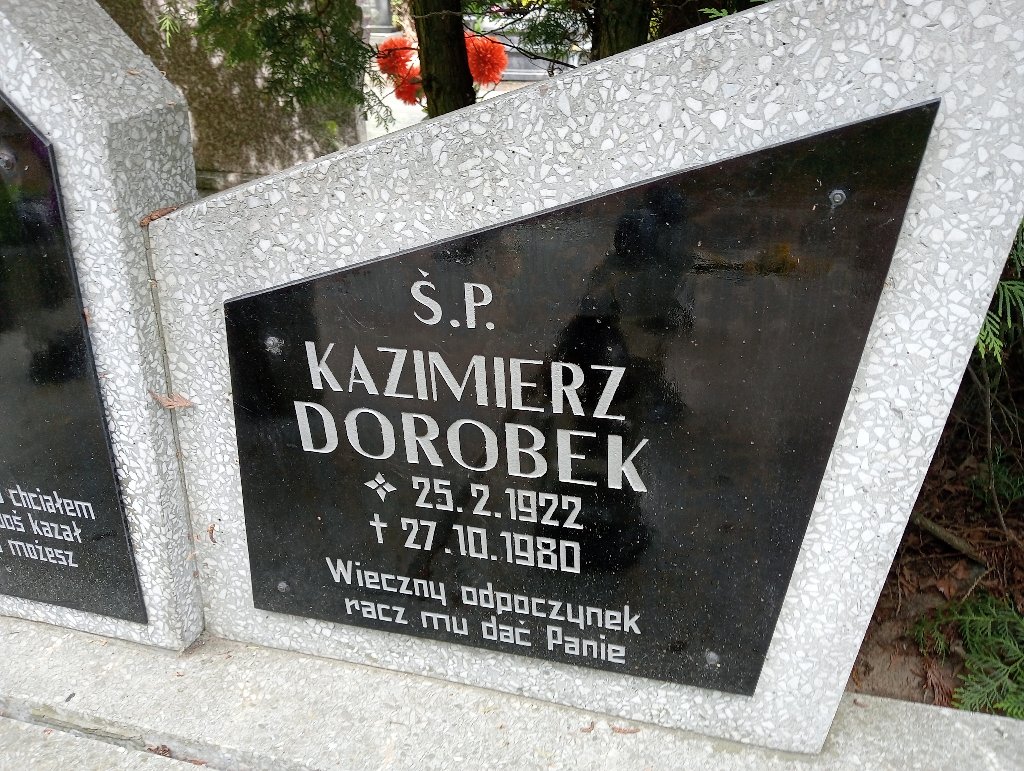 chciałem
kazał
możesz
Š.P.
KAZIMIERZ
DOROBEK
25.2.1922
† 27.10.1980
Wieczny odpoczynek
racz mu dać Panie